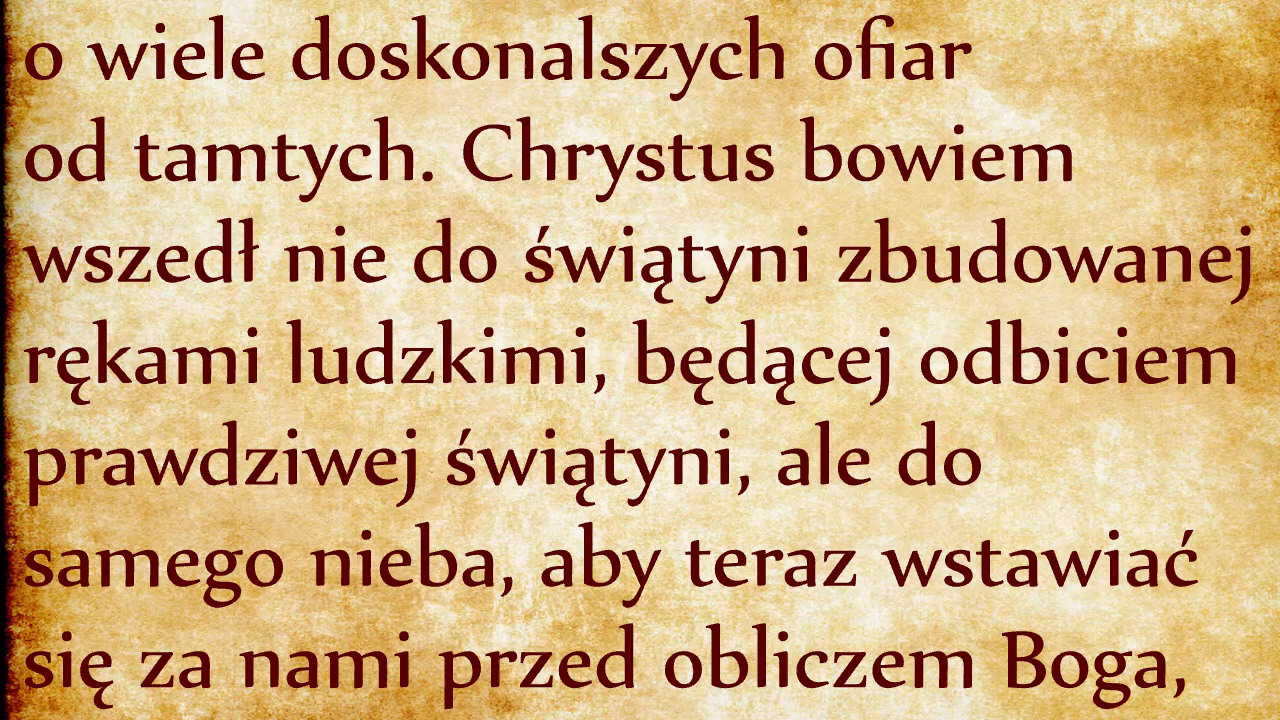 o wiele doskonalszych ofiar
od tamtych. Chrystus bowiem
wszedł nie do świątyni zbudowanej
rękami ludzkimi, będącej odbiciem
prawdziwej świątyni, ale do
samego nieba, aby teraz wstawiać
się za nami przed obliczem Boga,